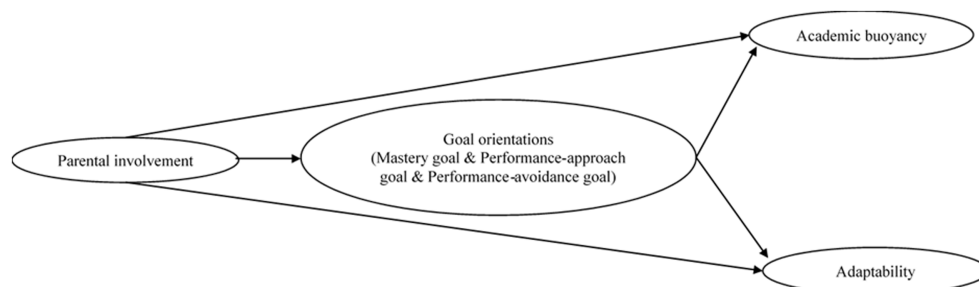 Academic buoyancy
Goal orientations
(Mastery goal & Performance-approach
goal & Performance-avoidance goal)
Parental involvement
Adaptability